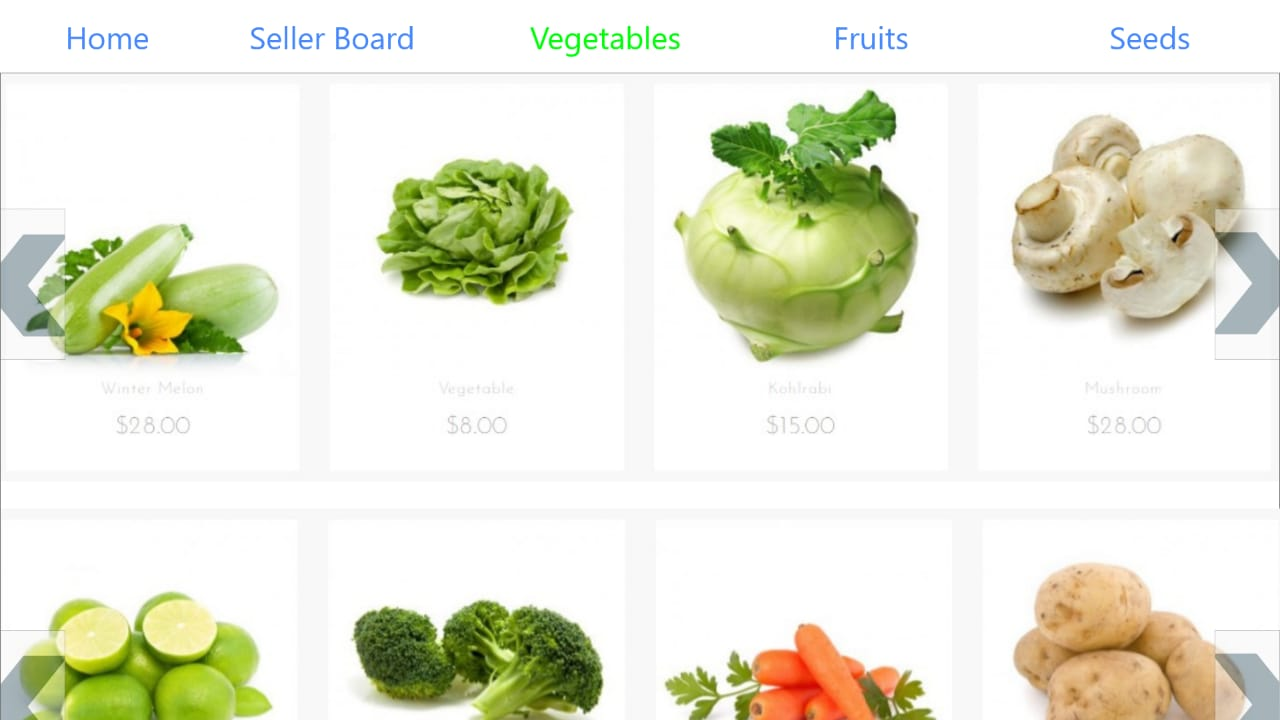 Home Seller Board Vegetables Fruits Seeds
Winter Melon Vegetable Kohlrabi Mushroom
$28.00 $8.00 $15.00 $28.00